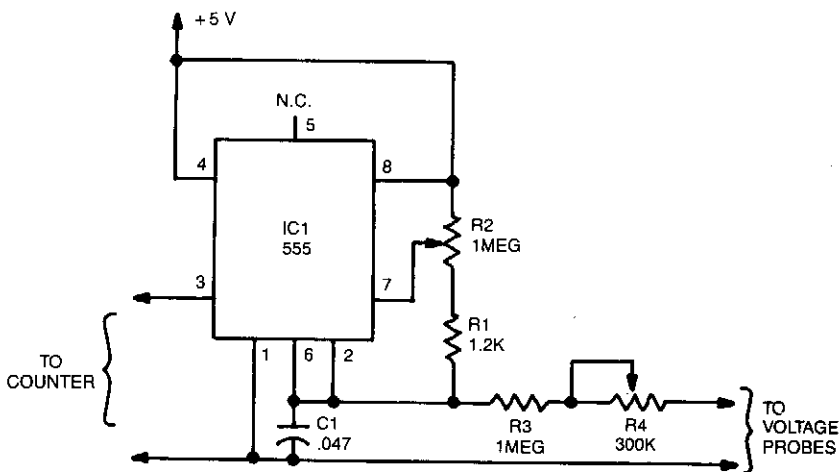 +5 V
N.C.
5
4
8
IC1
555
R2
1MEG
3
7
R1
1.2K
1
6
2
TO
COUNTER
C1
.047
R3
1MEG
R4
300K
TO
VOLTAGE
PROBES